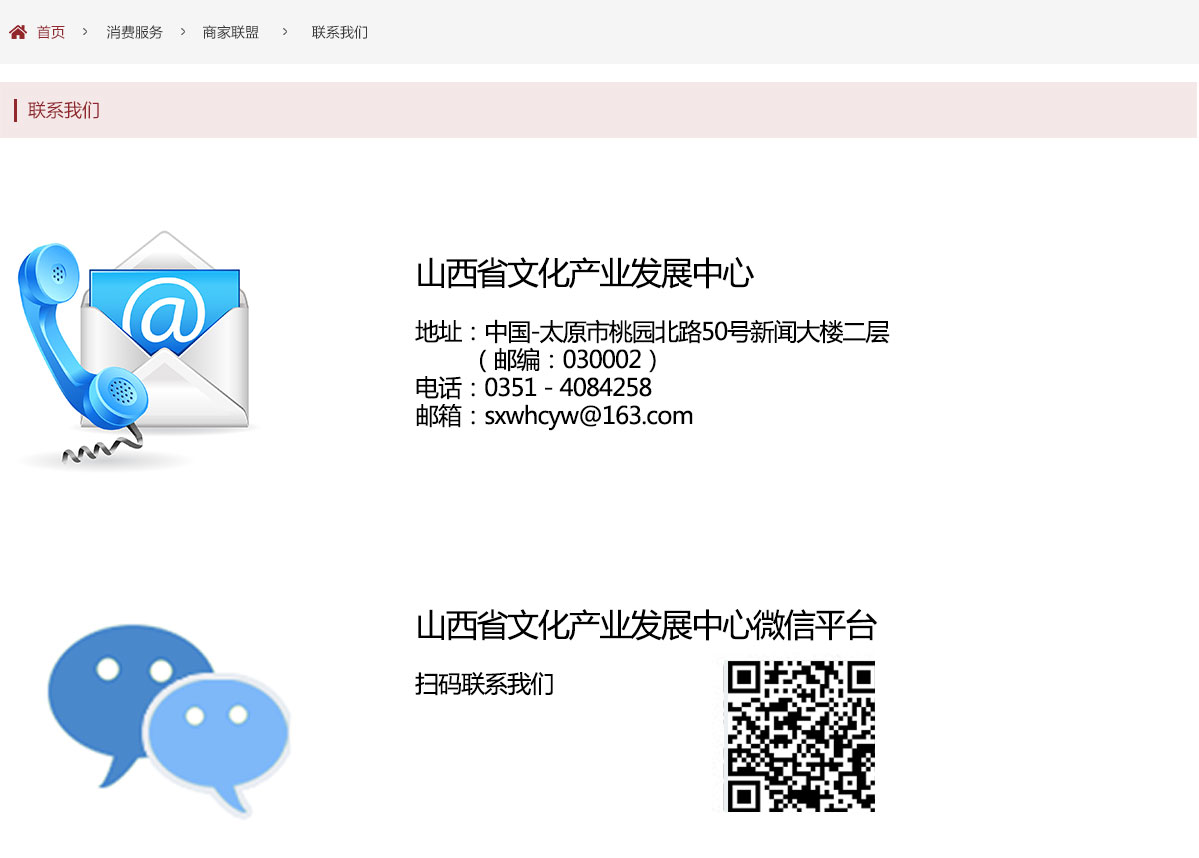 首页 › 消费服务 › 商家联盟 › 联系我们
联系我们
@
山西省文化产业发展中心
地址：中国-太原市桃园北路50号新闻大楼二层
（邮编：030002）
电话：0351 - 4084258
邮箱：sxwhcyw@163.com
山西省文化产业发展中心微信平台
扫码联系我们